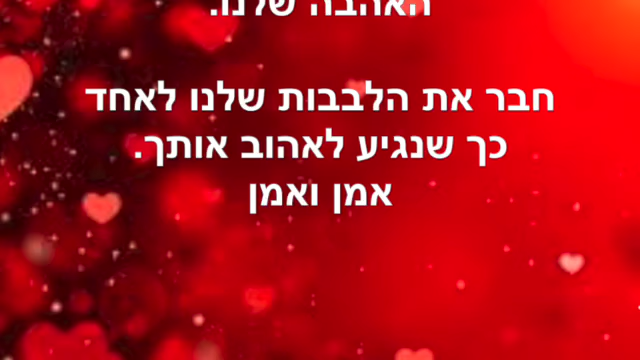 האהבה שלנו.
חבר את הלבבות שלנו לאחד
כך שנגיע לאהוב אותך.
אמן ואמן